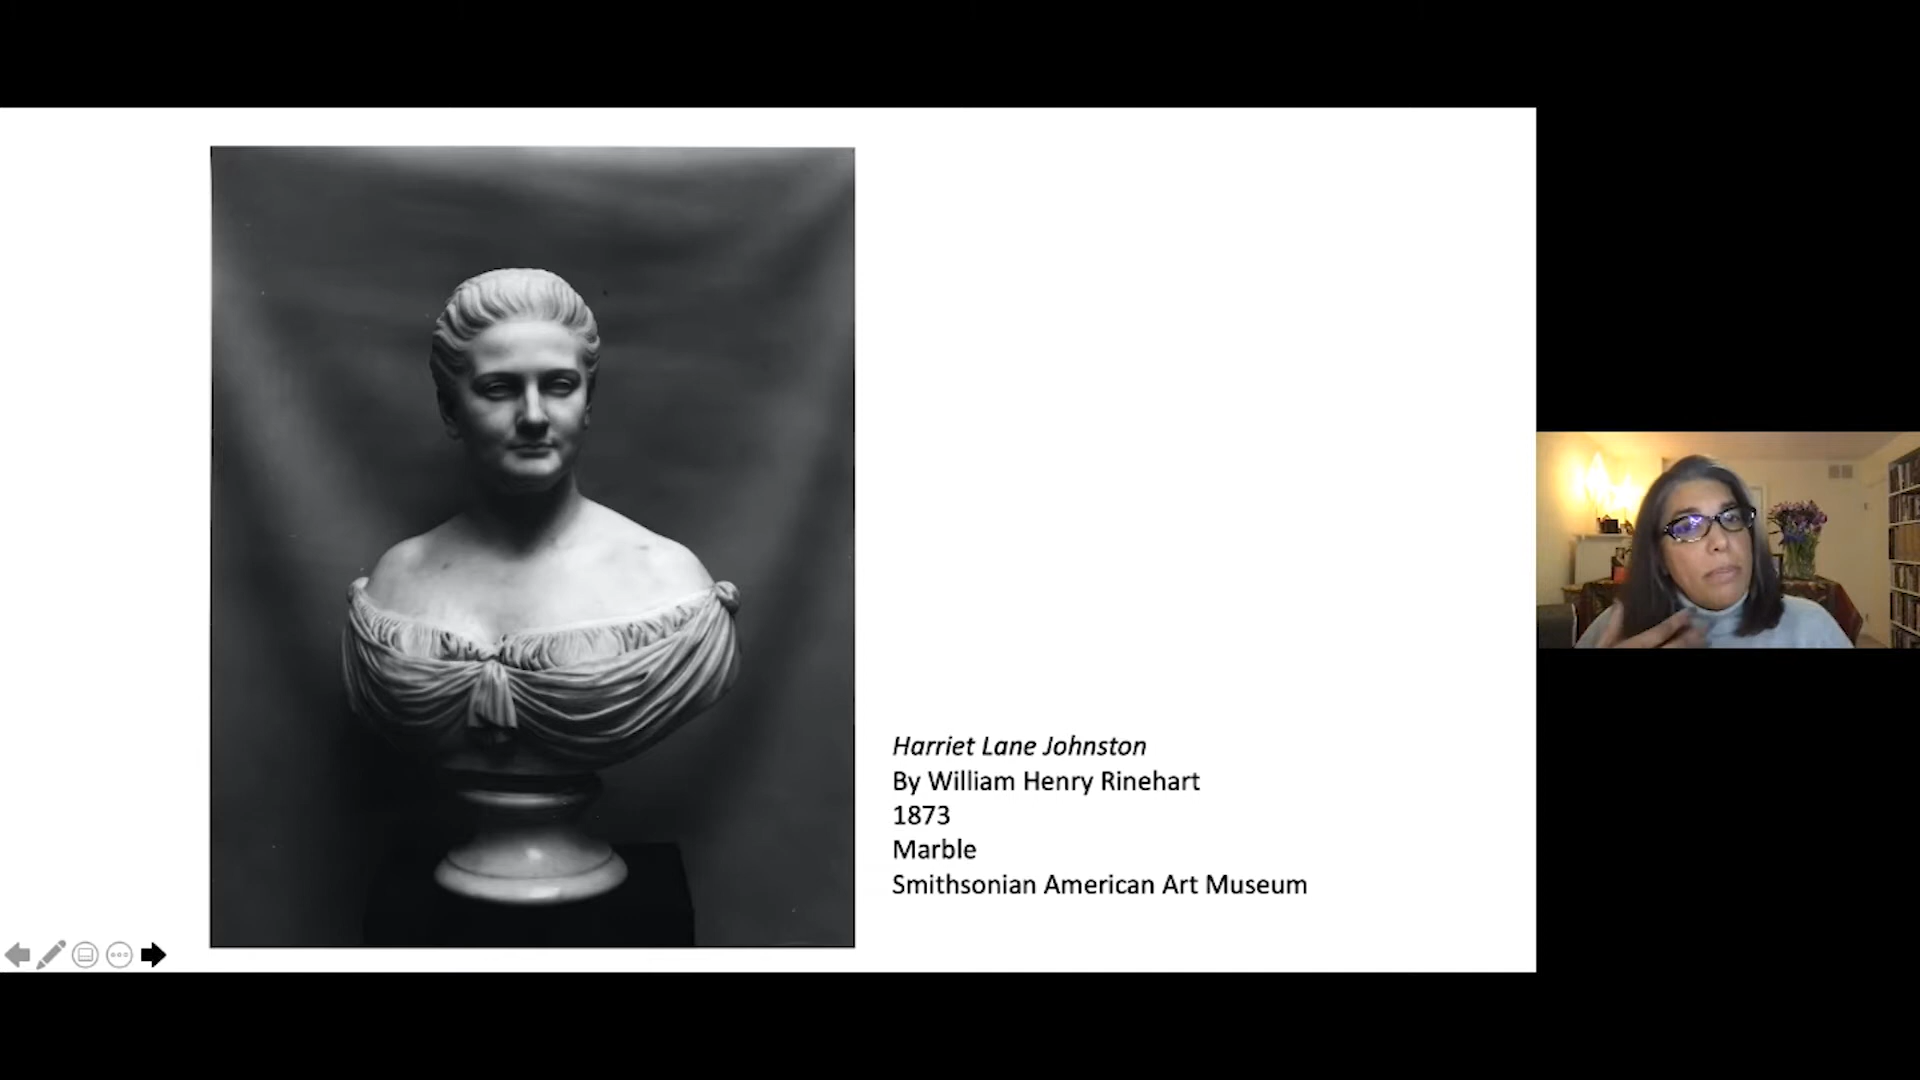 Harriet Lane Johnston
By William Henry Rinehart
1873
Marble
Smithsonian American Art Museum